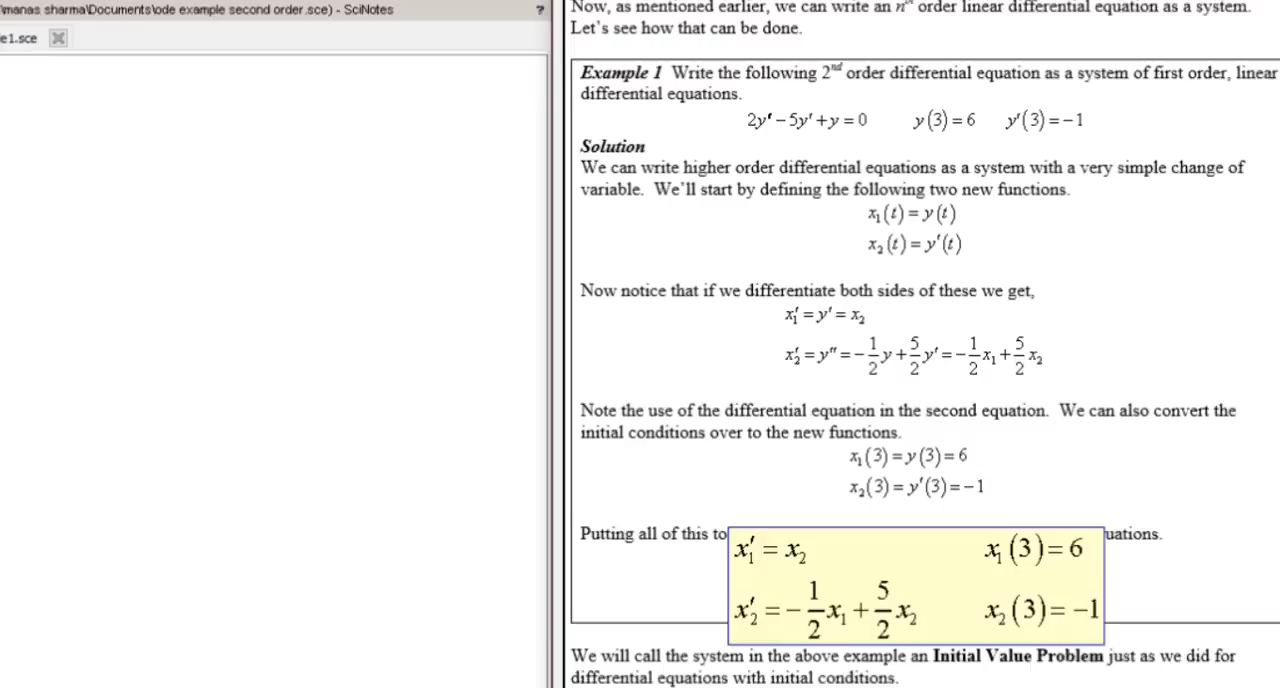 \manas sharma\Documents\ode example second order.sce) - SciNotes ?
e1.sce
Now, as mentioned earlier, we can write an nth order linear differential equation as a system.
Let's see how that can be done.
Example 1 Write the following 2nd order differential equation as a system of first order, linear
differential equations.
2y′ − 5y′ + y = 0 y(3) = 6 y′(3) = −1
Solution
We can write higher order differential equations as a system with a very simple change of
variable. We'll start by defining the following two new functions.
x₁(t) = y(t)
x₂(t) = y′(t)
Now notice that if we differentiate both sides of these we get,
x₁′ = y′ = x₂
x₂′ = y″ = −1/2 y + 5/2 y′ = −1/2 x₁ + 5/2 x₂
Note the use of the differential equation in the second equation. We can also convert the
initial conditions over to the new functions.
x₁(3) = y(3) = 6
x₂(3) = y′(3) = −1
Putting all of this to uations.
x₁′ = x₂ x₁(3) = 6
x₂′ = −1/2 x₁ + 5/2 x₂ x₂(3) = −1
We will call the system in the above example an Initial Value Problem just as we did for
differential equations with initial conditions.